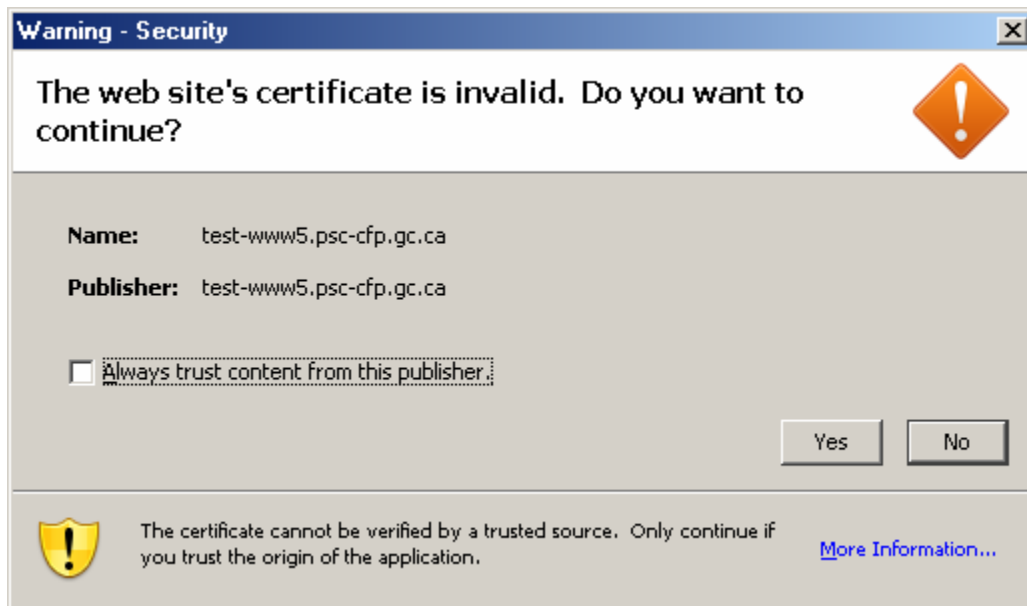 Warning - Security
The web site's certificate is invalid. Do you want to
continue?
Name: test-www5.psc-cfp.gc.ca
Publisher: test-www5.psc-cfp.gc.ca
Always trust content from this publisher.
Yes No
The certificate cannot be verified by a trusted source. Only continue if
you trust the origin of the application.
More Information...